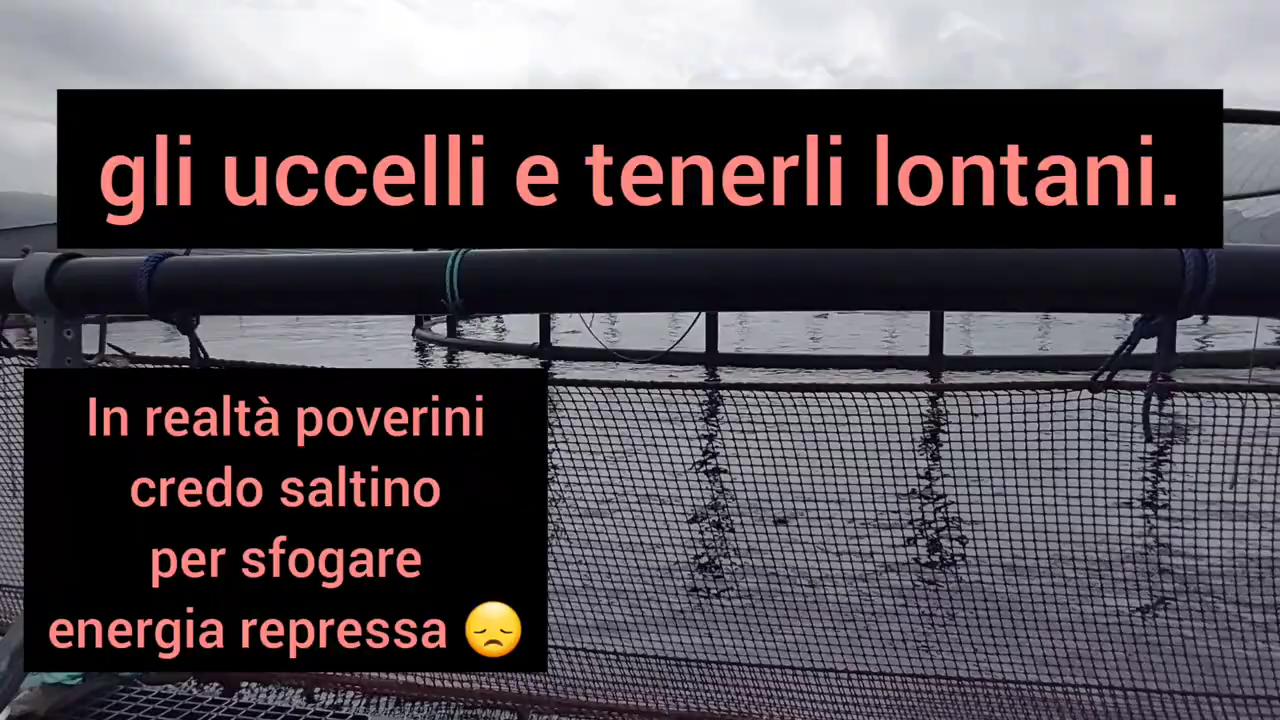 gli uccelli e tenerli lontani.
In realtà poverini
credo saltino
per sfogare
energia repressa 😞